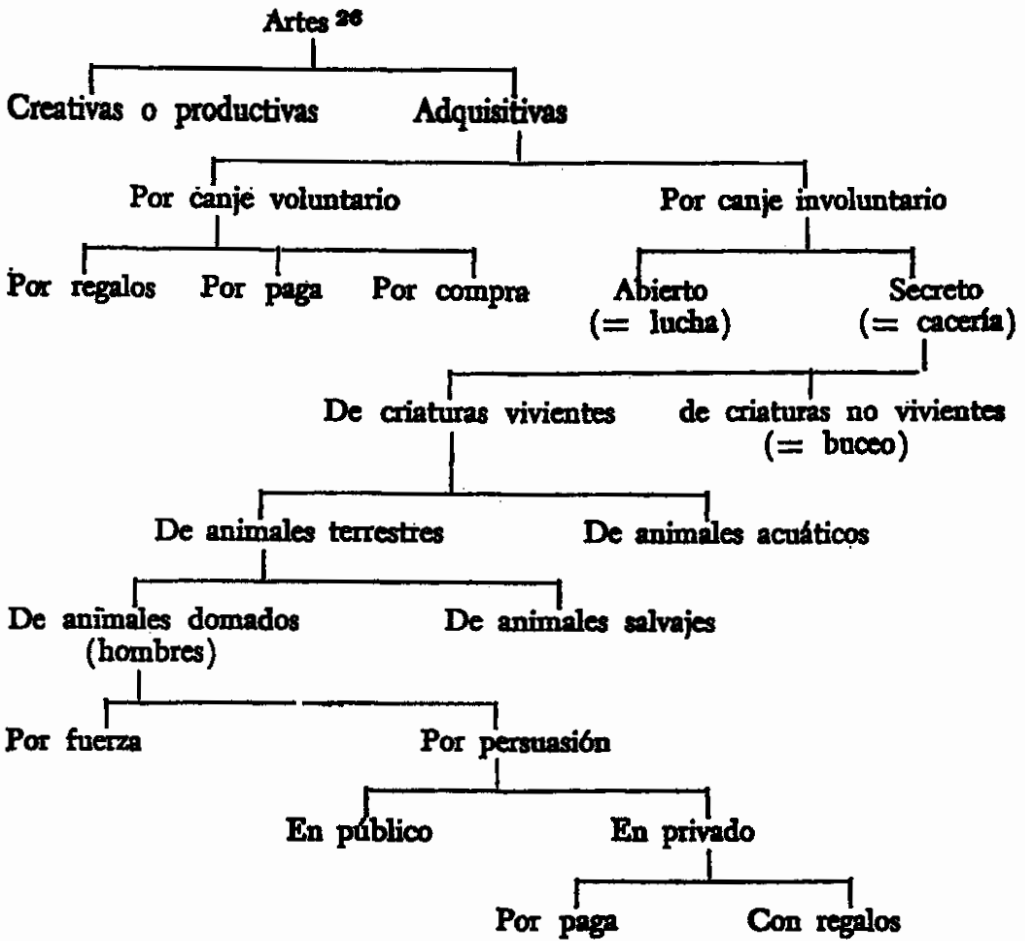 Artes 26
Creativas o productivas Adquisitivas
Por canje voluntario Por canje involuntario
Por regalos Por paga Por compra Abierto Secreto
(= lucha) (= cacería)
De criaturas vivientes de criaturas no vivientes
(= buceo)
De animales terrestres De animales acuáticos
De animales domados De animales salvajes
(hombres)
Por fuerza Por persuasión
En público En privado
Por paga Con regalos